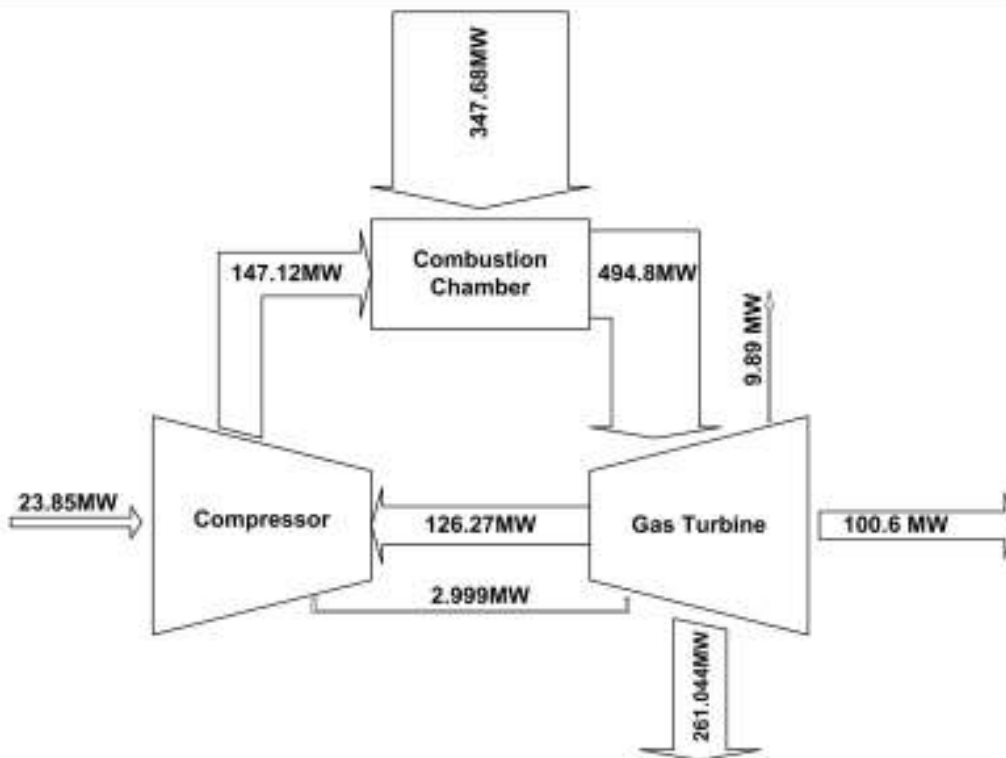 347.68MW
Combustion
Chamber
147.12MW
494.8MW
9.89 MW
23.85MW
Compressor
126.27MW
Gas Turbine
100.6 MW
2.999MW
261.044MW